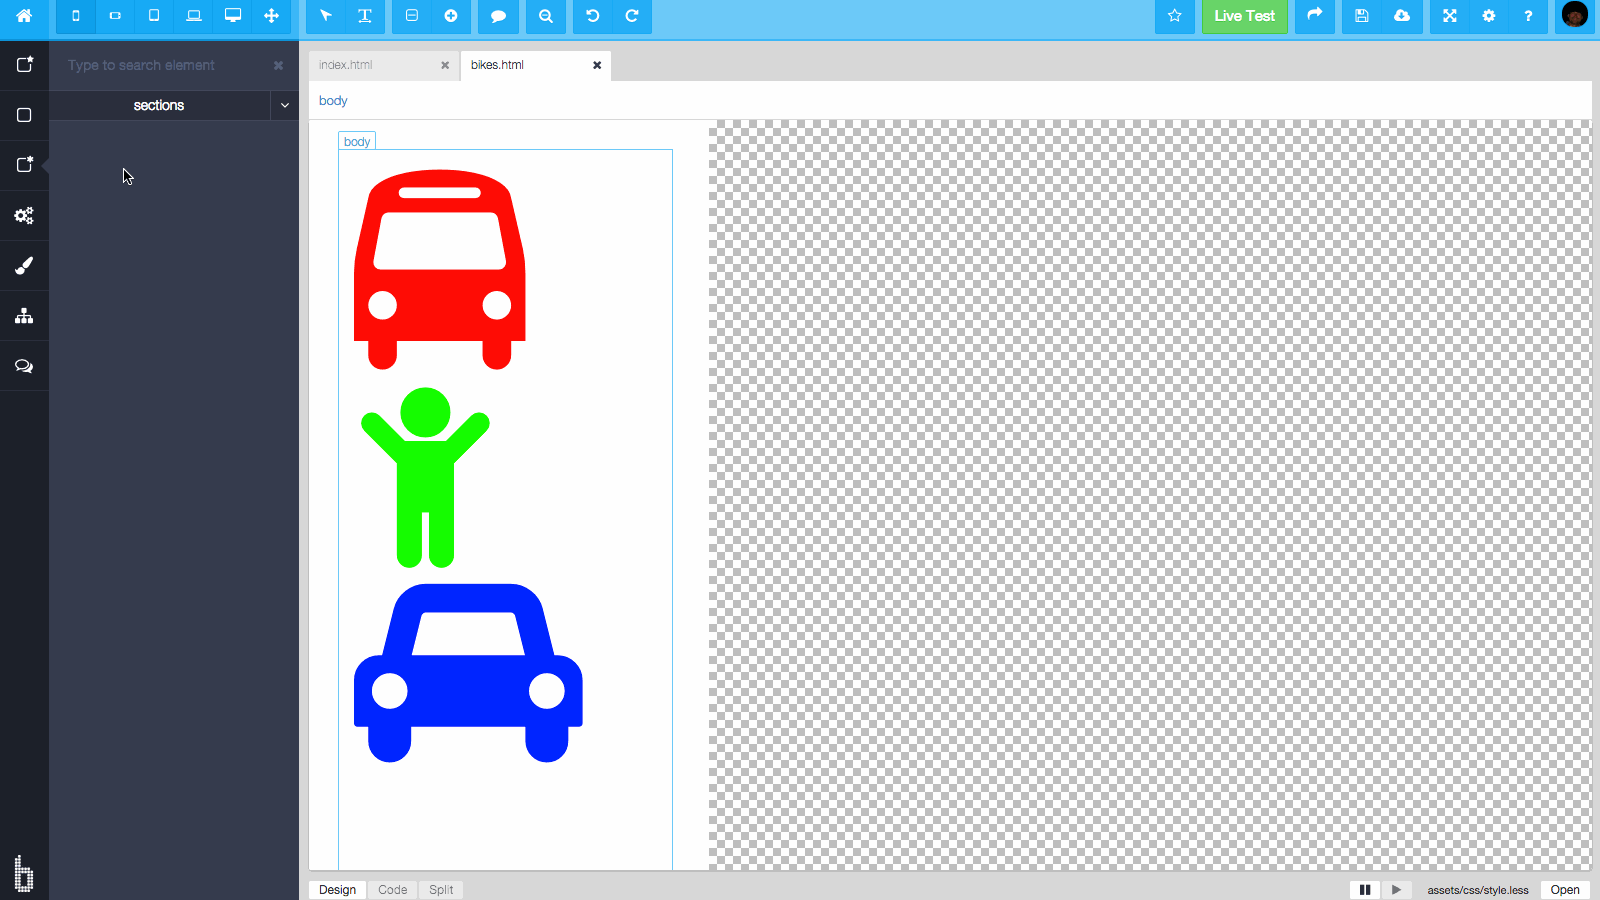 Live Test
?
Type to search element
sections
index.html
bikes.html
body
body
Design
Code
Split
assets/css/style.less
Open
b